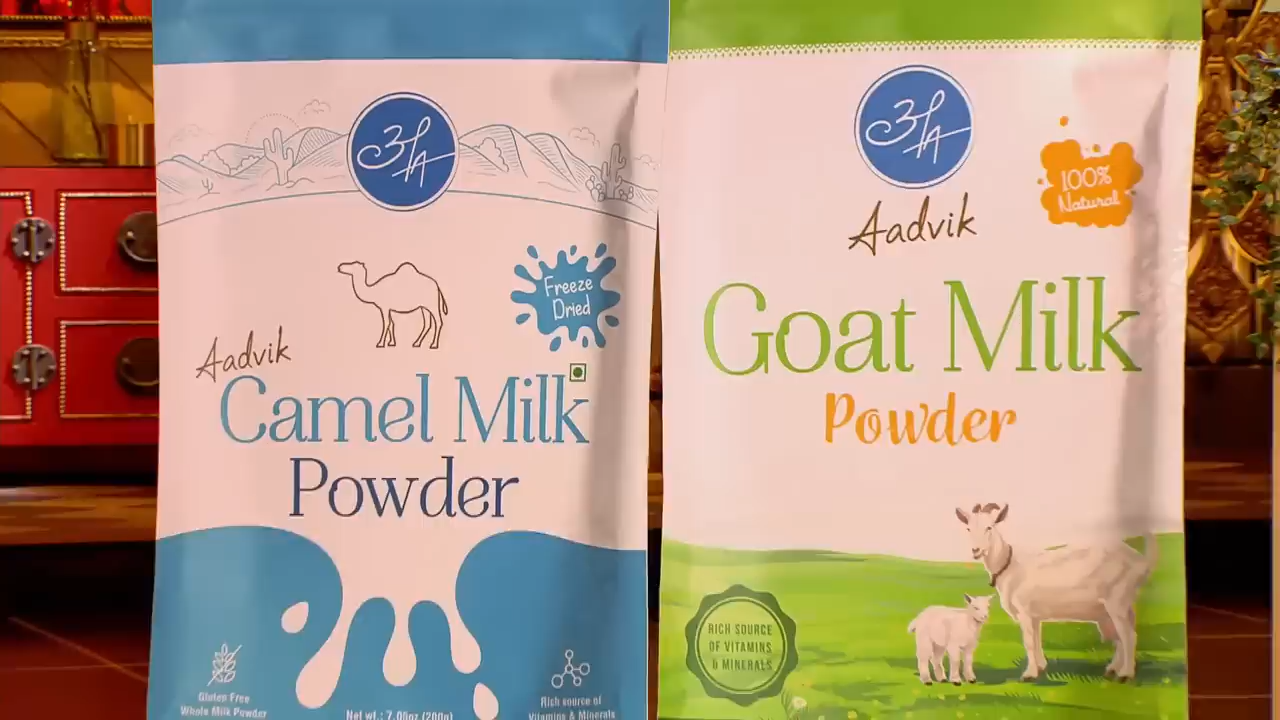 Freeze
Dried
Aadvik
Camel Milk
Powder
Gluten Free
Whole Milk Powder
Net wt.: 7.05oz (200g)
Rich source of
Vitamins & Minerals
Aadvik
100%
Natural
Goat Milk
Powder
RICH SOURCE
OF VITAMINS
& MINERALS